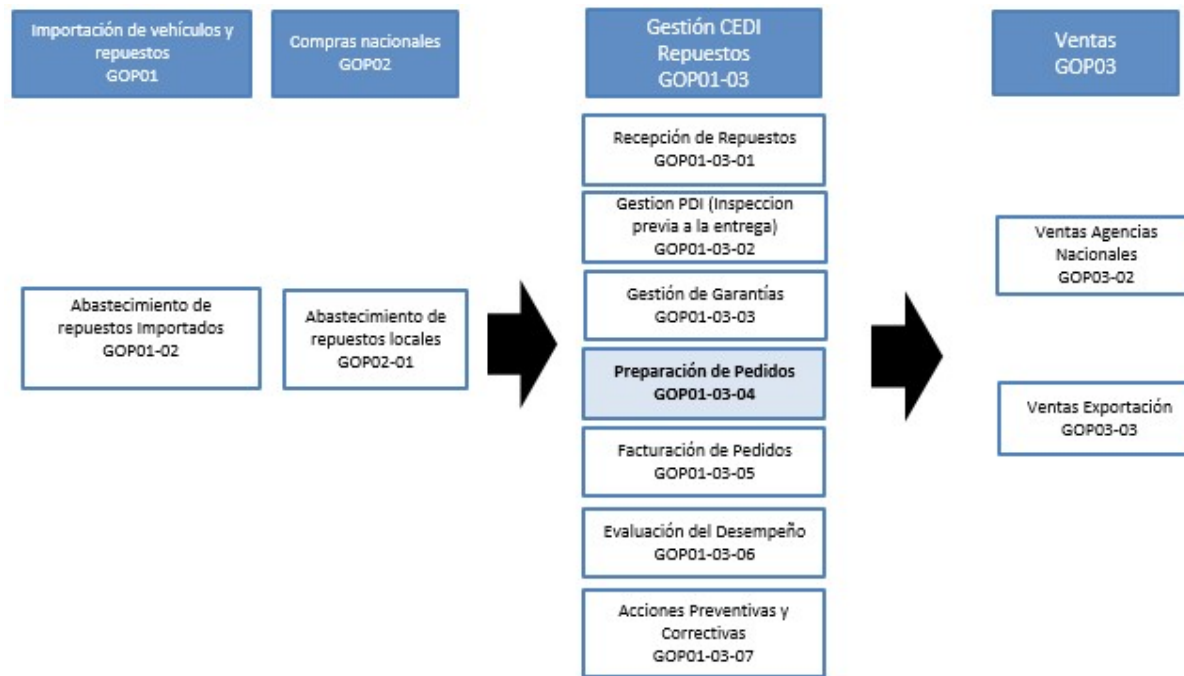 Importación de vehículos y
repuestos
GOP01
Compras nacionales
GOP02
Gestión CEDI
Repuestos
GOP01-03
Ventas
GOP03
Abastecimiento de
repuestos Importados
GOP01-02
Abastecimiento de
repuestos locales
GOP02-01
Recepción de Repuestos
GOP01-03-01
Gestion PDI (Inspeccion
previa a la entrega)
GOP01-03-02
Gestión de Garantías
GOP01-03-03
Preparación de Pedidos
GOP01-03-04
Facturación de Pedidos
GOP01-03-05
Evaluación del Desempeño
GOP01-03-06
Acciones Preventivas y
Correctivas
GOP01-03-07
Ventas Agencias
Nacionales
GOP03-02
Ventas Exportación
GOP03-03